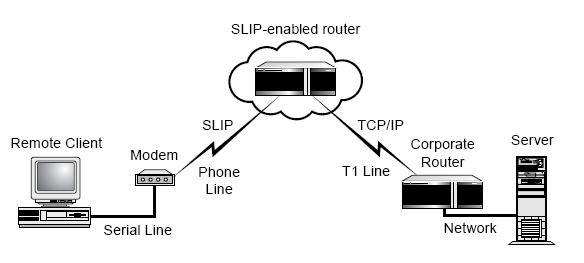 SLIP-enabled router
SLIP
TCP/IP
Remote Client
Modem
Phone
Line
T1 Line
Corporate
Router
Server
Serial Line
Network